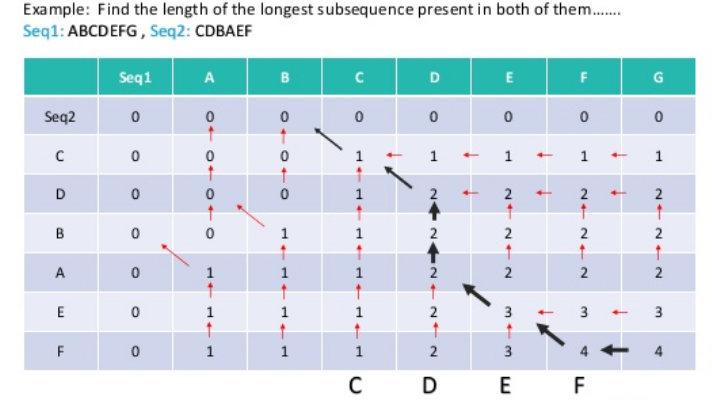 Example: Find the length of the longest subsequence present in both of them.......
Seq1: ABCDEFG , Seq2: CDBAEF
Seq1 A B C D E F G
Seq2 0 0 0 0 0 0 0 0
C 0 0 0 1 1 1 1 1
D 0 0 0 1 2 2 2 2
B 0 0 1 1 2 2 2 2
A 0 1 1 1 2 2 2 2
E 0 1 1 1 2 3 3 3
F 0 1 1 1 2 3 4 4
C D E F